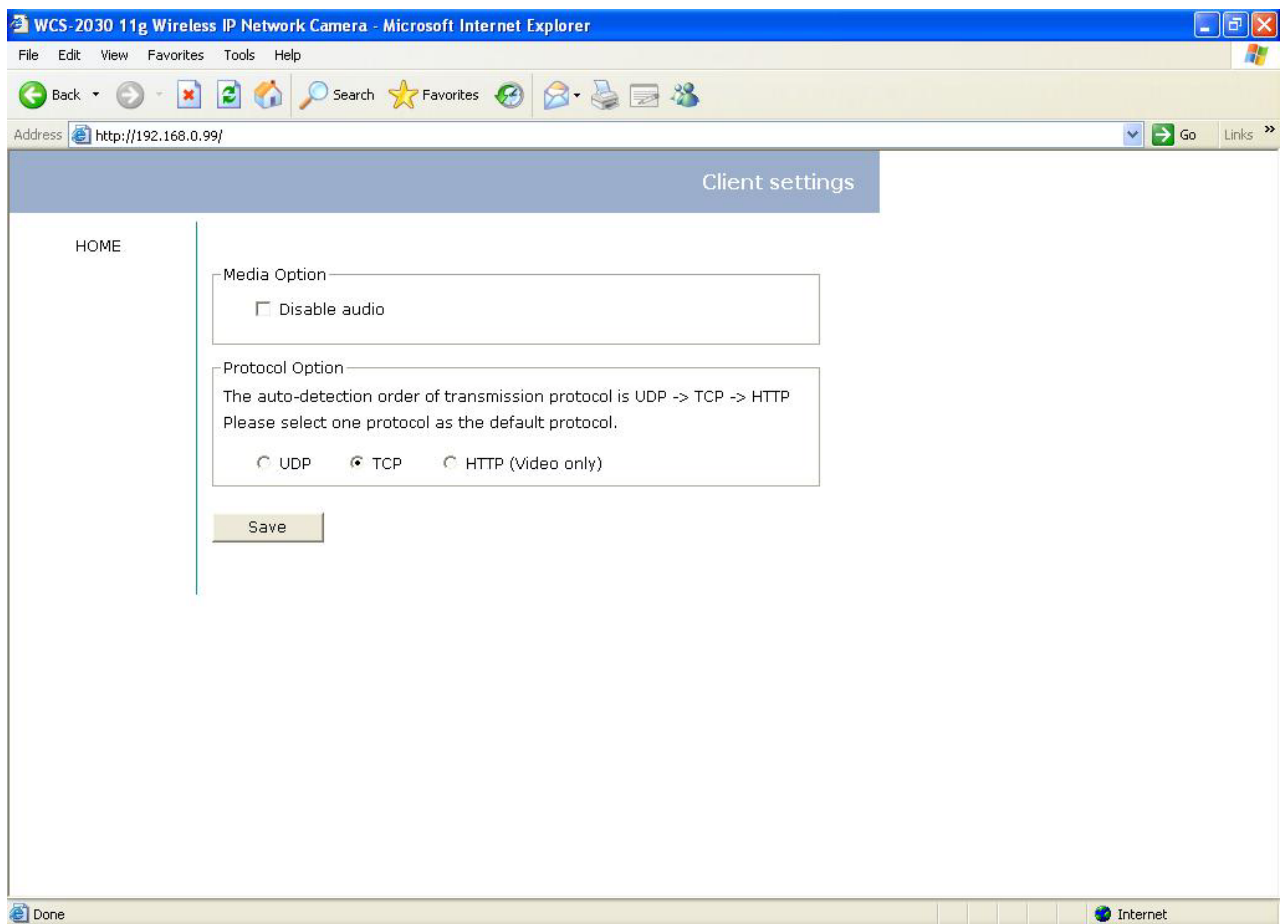 WCS-2030 11g Wireless IP Network Camera - Microsoft Internet Explorer
File Edit View Favorites Tools Help
Back Search Favorites
Address http://192.168.0.99/ Go Links »
Client settings
HOME
Media Option
Disable audio
Protocol Option
The auto-detection order of transmission protocol is UDP -> TCP -> HTTP
Please select one protocol as the default protocol.
UDP TCP HTTP (Video only)
Save
Done Internet